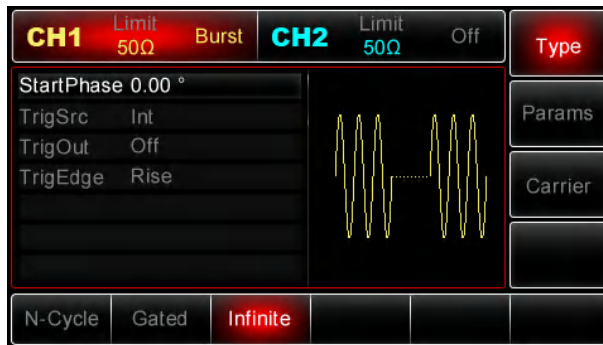 CH1 Limit 50Ω Burst CH2 Limit 50Ω Off Type
StartPhase 0.00 °
TrigSrc Int Params
TrigOut Off
TrigEdge Rise Carrier
N-Cycle Gated Infinite